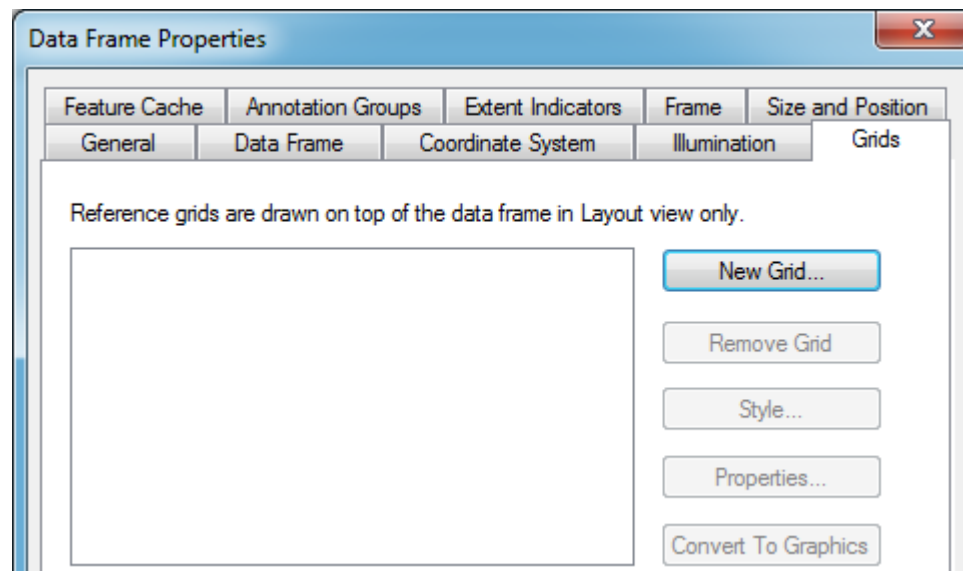 Data Frame Properties
Feature Cache Annotation Groups Extent Indicators Frame Size and Position
General Data Frame Coordinate System Illumination Grids
Reference grids are drawn on top of the data frame in Layout view only.
New Grid...
Remove Grid
Style...
Properties...
Convert To Graphics